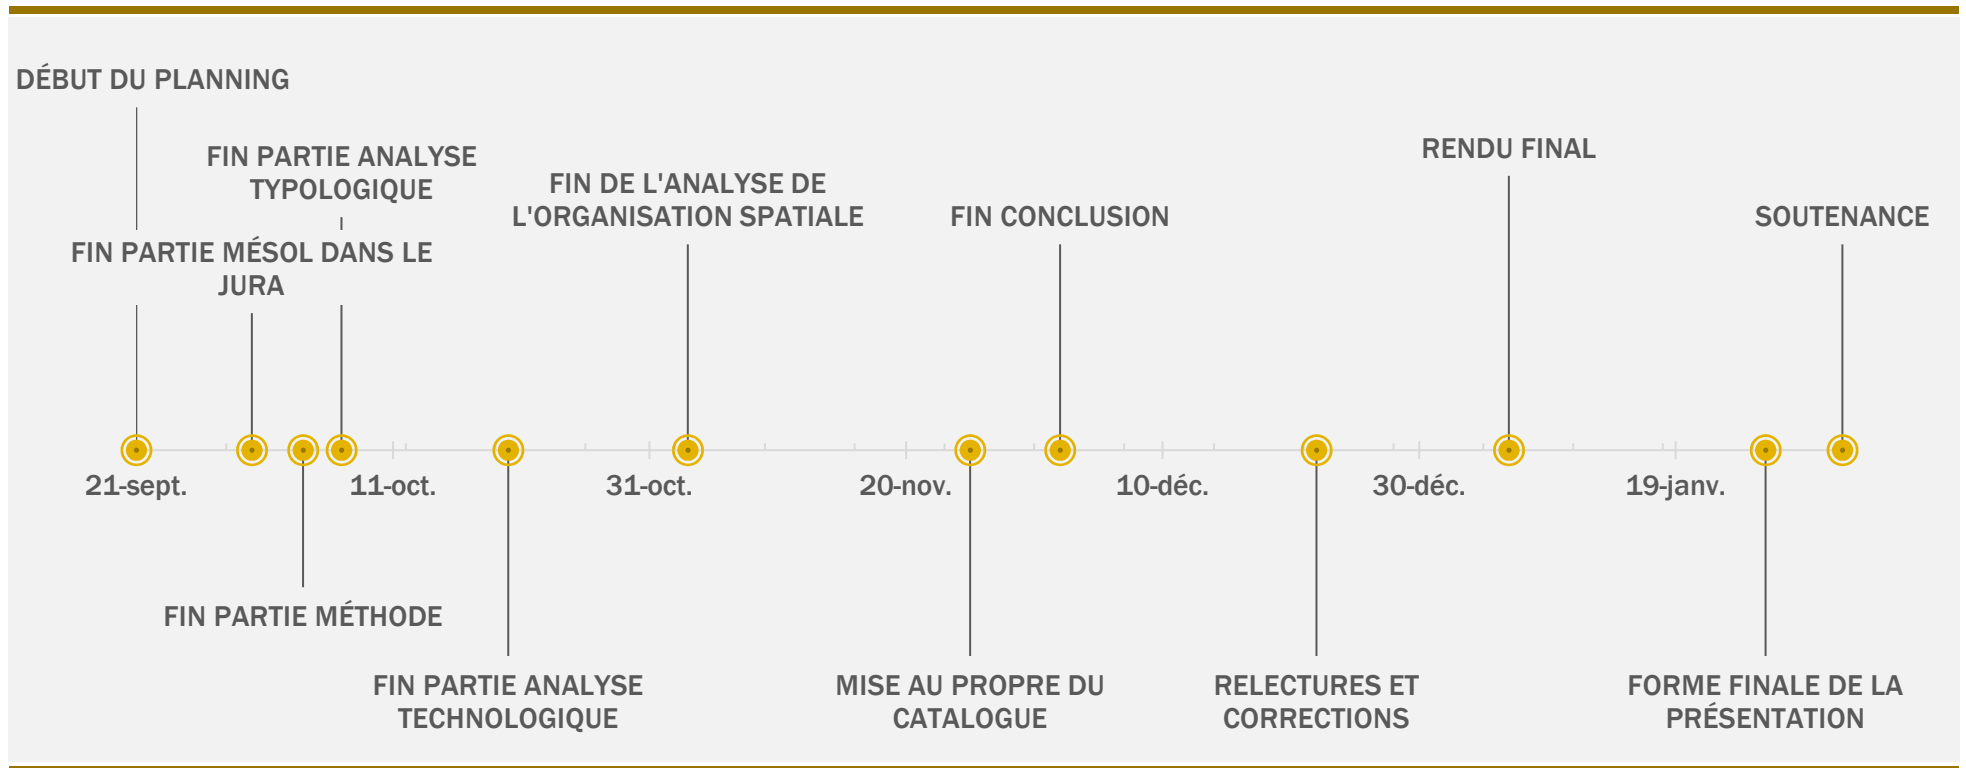 DÉBUT DU PLANNING
FIN PARTIE ANALYSE
TYPOLOGIQUE
FIN PARTIE MÉSOL DANS LE
JURA
FIN DE L'ANALYSE DE
L'ORGANISATION SPATIALE
FIN CONCLUSION
RENDU FINAL
SOUTENANCE
21-sept.
11-oct.
31-oct.
20-nov.
10-déc.
30-déc.
19-janv.
FIN PARTIE MÉTHODE
FIN PARTIE ANALYSE
TECHNOLOGIQUE
MISE AU PROPRE DU
CATALOGUE
RELECTURES ET
CORRECTIONS
FORME FINALE DE LA
PRÉSENTATION